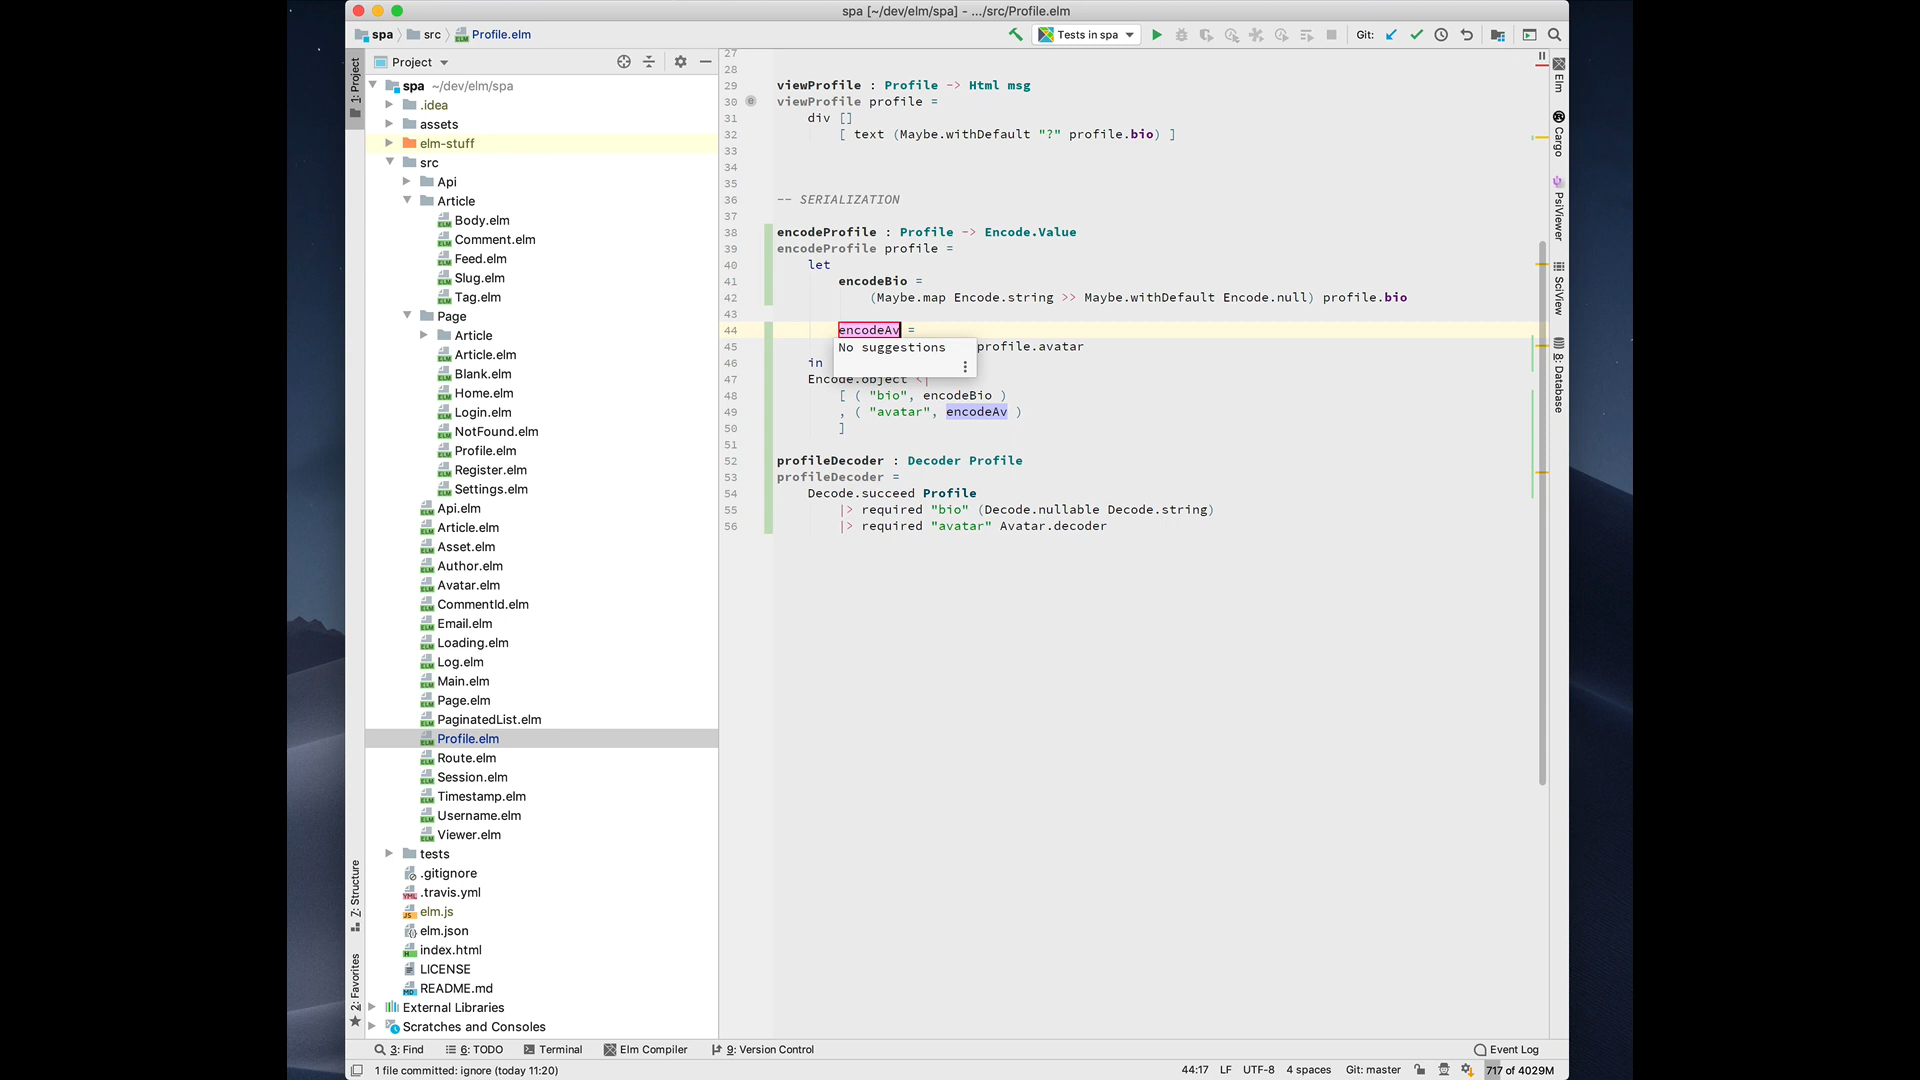 spa [~/dev/elm/spa] - .../src/Profile.elm
spa src Profile.elm
Tests in spa Git:
Project
spa ~/dev/elm/spa
.idea
assets
elm-stuff
src
Api
Article
Body.elm
Comment.elm
Feed.elm
Slug.elm
Tag.elm
Page
Article
Article.elm
Blank.elm
Home.elm
Login.elm
NotFound.elm
Profile.elm
Register.elm
Settings.elm
Api.elm
Article.elm
Asset.elm
Author.elm
Avatar.elm
CommentId.elm
Email.elm
Loading.elm
Log.elm
Main.elm
Page.elm
PaginatedList.elm
Profile.elm
Route.elm
Session.elm
Timestamp.elm
Username.elm
Viewer.elm
tests
.gitignore
.travis.yml
elm.js
elm.json
index.html
LICENSE
README.md
External Libraries
Scratches and Consoles
1: Project
7: Structure
2: Favorites
27
28
29 viewProfile : Profile -> Html msg
30 viewProfile profile =
31 div []
32 [ text (Maybe.withDefault "?" profile.bio) ]
33
34
35
36 -- SERIALIZATION
37
38 encodeProfile : Profile -> Encode.Value
39 encodeProfile profile =
40 let
41 encodeBio =
42 (Maybe.map Encode.string >> Maybe.withDefault Encode.null) profile.bio
43
44 encodeAv =
No suggestions
45 profile.avatar
46 in
47 Encode.object <|
48 [ ( "bio", encodeBio )
49 , ( "avatar", encodeAv )
50 ]
51
52 profileDecoder : Decoder Profile
53 profileDecoder =
54 Decode.succeed Profile
55 |> required "bio" (Decode.nullable Decode.string)
56 |> required "avatar" Avatar.decoder
Elm
Cargo
PsiViewer
SciView
8: Database
3: Find 6: TODO Terminal Elm Compiler 9: Version Control Event Log
1 file committed: ignore (today 11:20) 44:17 LF UTF-8 4 spaces Git: master 717 of 4029M